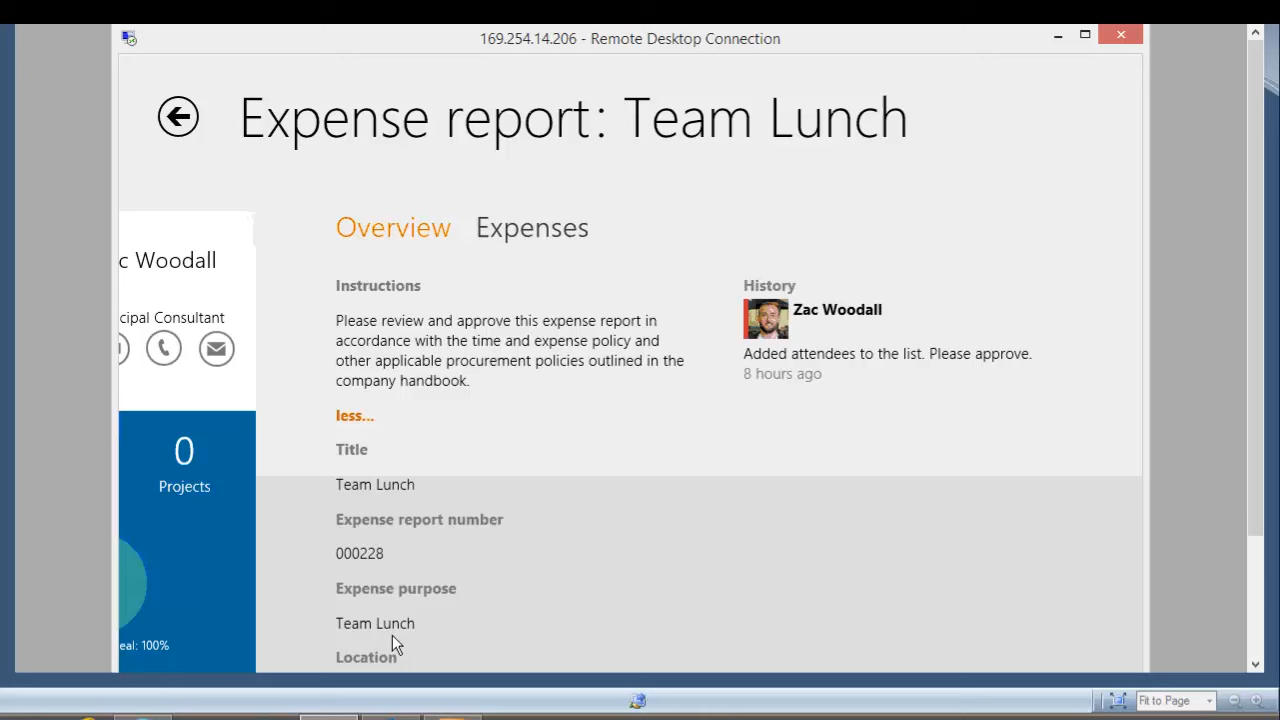 169.254.14.206 - Remote Desktop Connection
Expense report: Team Lunch
c Woodall
cipal Consultant
0
Projects
eal: 100%
Overview Expenses
Instructions
Please review and approve this expense report in
accordance with the time and expense policy and
other applicable procurement policies outlined in the
company handbook.
less...
Title
Team Lunch
Expense report number
000228
Expense purpose
Team Lunch
Location
History
Zac Woodall
Added attendees to the list. Please approve.
8 hours ago
Fit to Page